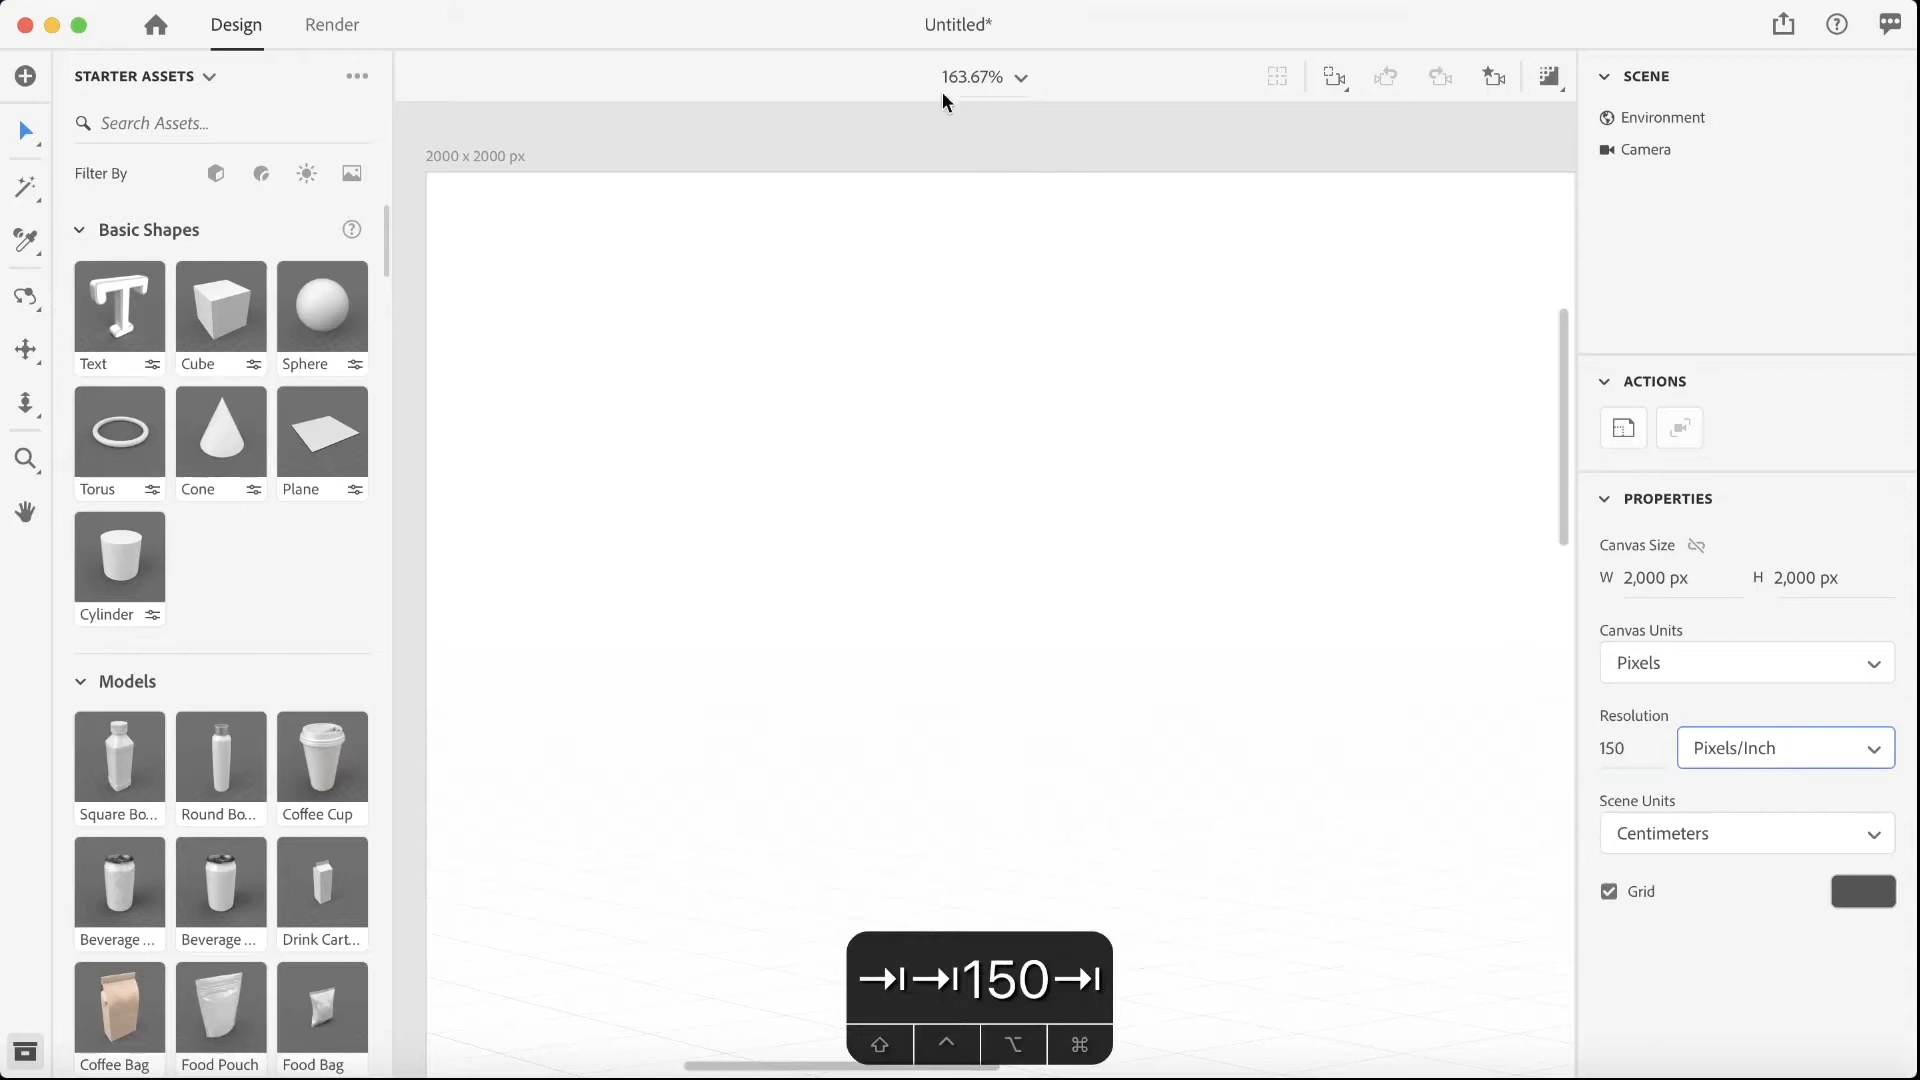 Design
Render
Untitled*
STARTER ASSETS
Search Assets...
Filter By
Basic Shapes
Text
Cube
Sphere
Torus
Cone
Plane
Cylinder
Models
Square Bo...
Round Bo...
Coffee Cup
Beverage ...
Beverage ...
Drink Cart...
Coffee Bag
Food Pouch
Food Bag
163.67%
2000 x 2000 px
150
SCENE
Environment
Camera
ACTIONS
PROPERTIES
Canvas Size
W 2,000 px H 2,000 px
Canvas Units
Pixels
Resolution
150 Pixels/Inch
Scene Units
Centimeters
Grid